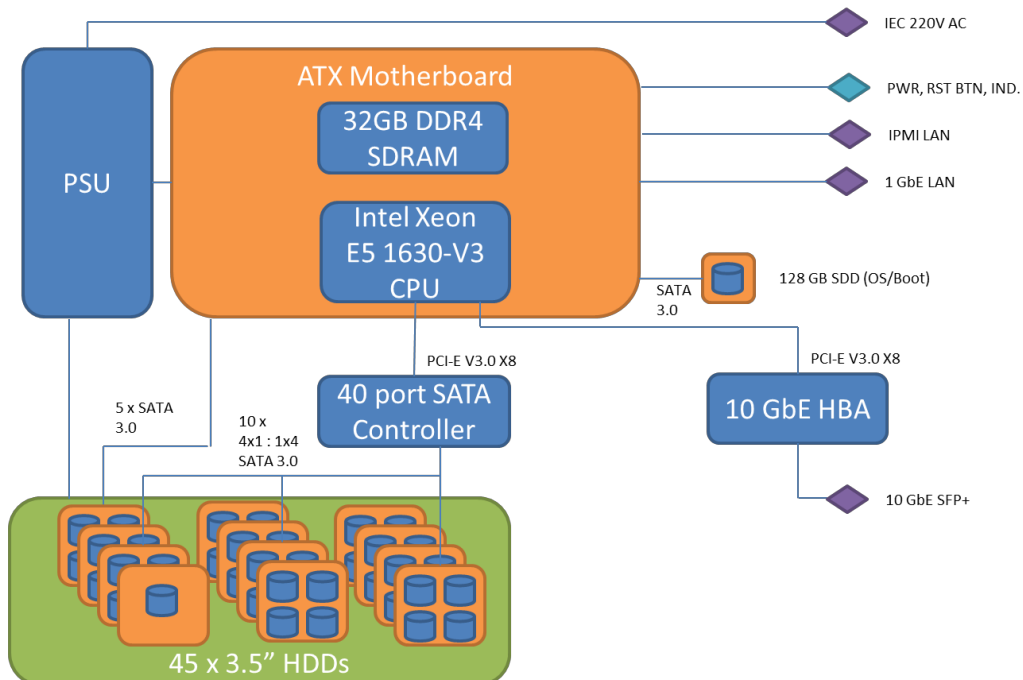 IEC 220V AC
ATX Motherboard
PWR, RST BTN, IND.
32GB DDR4
SDRAM
IPMI LAN
PSU
1 GbE LAN
Intel Xeon
E5 1630-V3
CPU
128 GB SDD (OS/Boot)
SATA
3.0
PCI-E V3.0 X8
PCI-E V3.0 X8
40 port SATA
Controller
10 GbE HBA
5 x SATA
3.0
10 x
4x1 : 1x4
SATA 3.0
10 GbE SFP+
45 x 3.5” HDDs